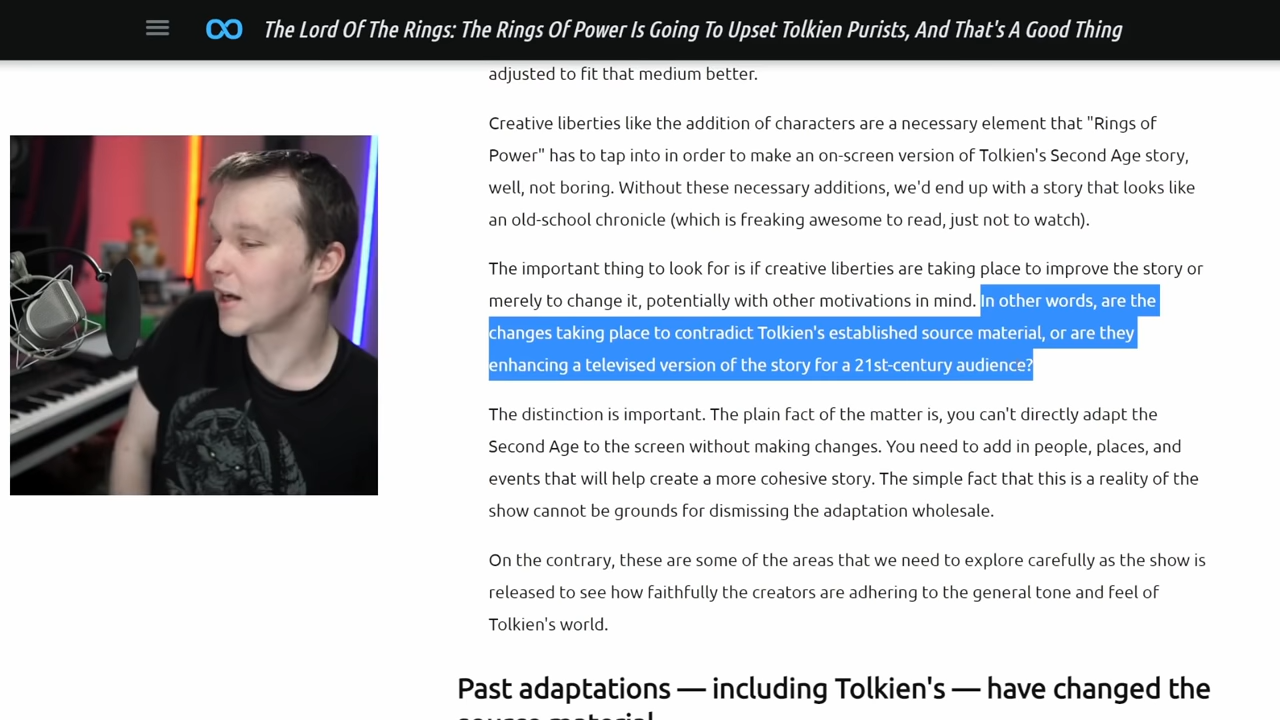 The Lord Of The Rings: The Rings Of Power Is Going To Upset Tolkien Purists, And That's A Good Thing
adjusted to fit that medium better.
Creative liberties like the addition of characters are a necessary element that "Rings of
Power" has to tap into in order to make an on-screen version of Tolkien's Second Age story,
well, not boring. Without these necessary additions, we'd end up with a story that looks like
an old-school chronicle (which is freaking awesome to read, just not to watch).
The important thing to look for is if creative liberties are taking place to improve the story or
merely to change it, potentially with other motivations in mind. In other words, are the
changes taking place to contradict Tolkien's established source material, or are they
enhancing a televised version of the story for a 21st-century audience?
The distinction is important. The plain fact of the matter is, you can't directly adapt the
Second Age to the screen without making changes. You need to add in people, places, and
events that will help create a more cohesive story. The simple fact that this is a reality of the
show cannot be grounds for dismissing the adaptation wholesale.
On the contrary, these are some of the areas that we need to explore carefully as the show is
released to see how faithfully the creators are adhering to the general tone and feel of
Tolkien's world.
Past adaptations — including Tolkien's — have changed the
source material